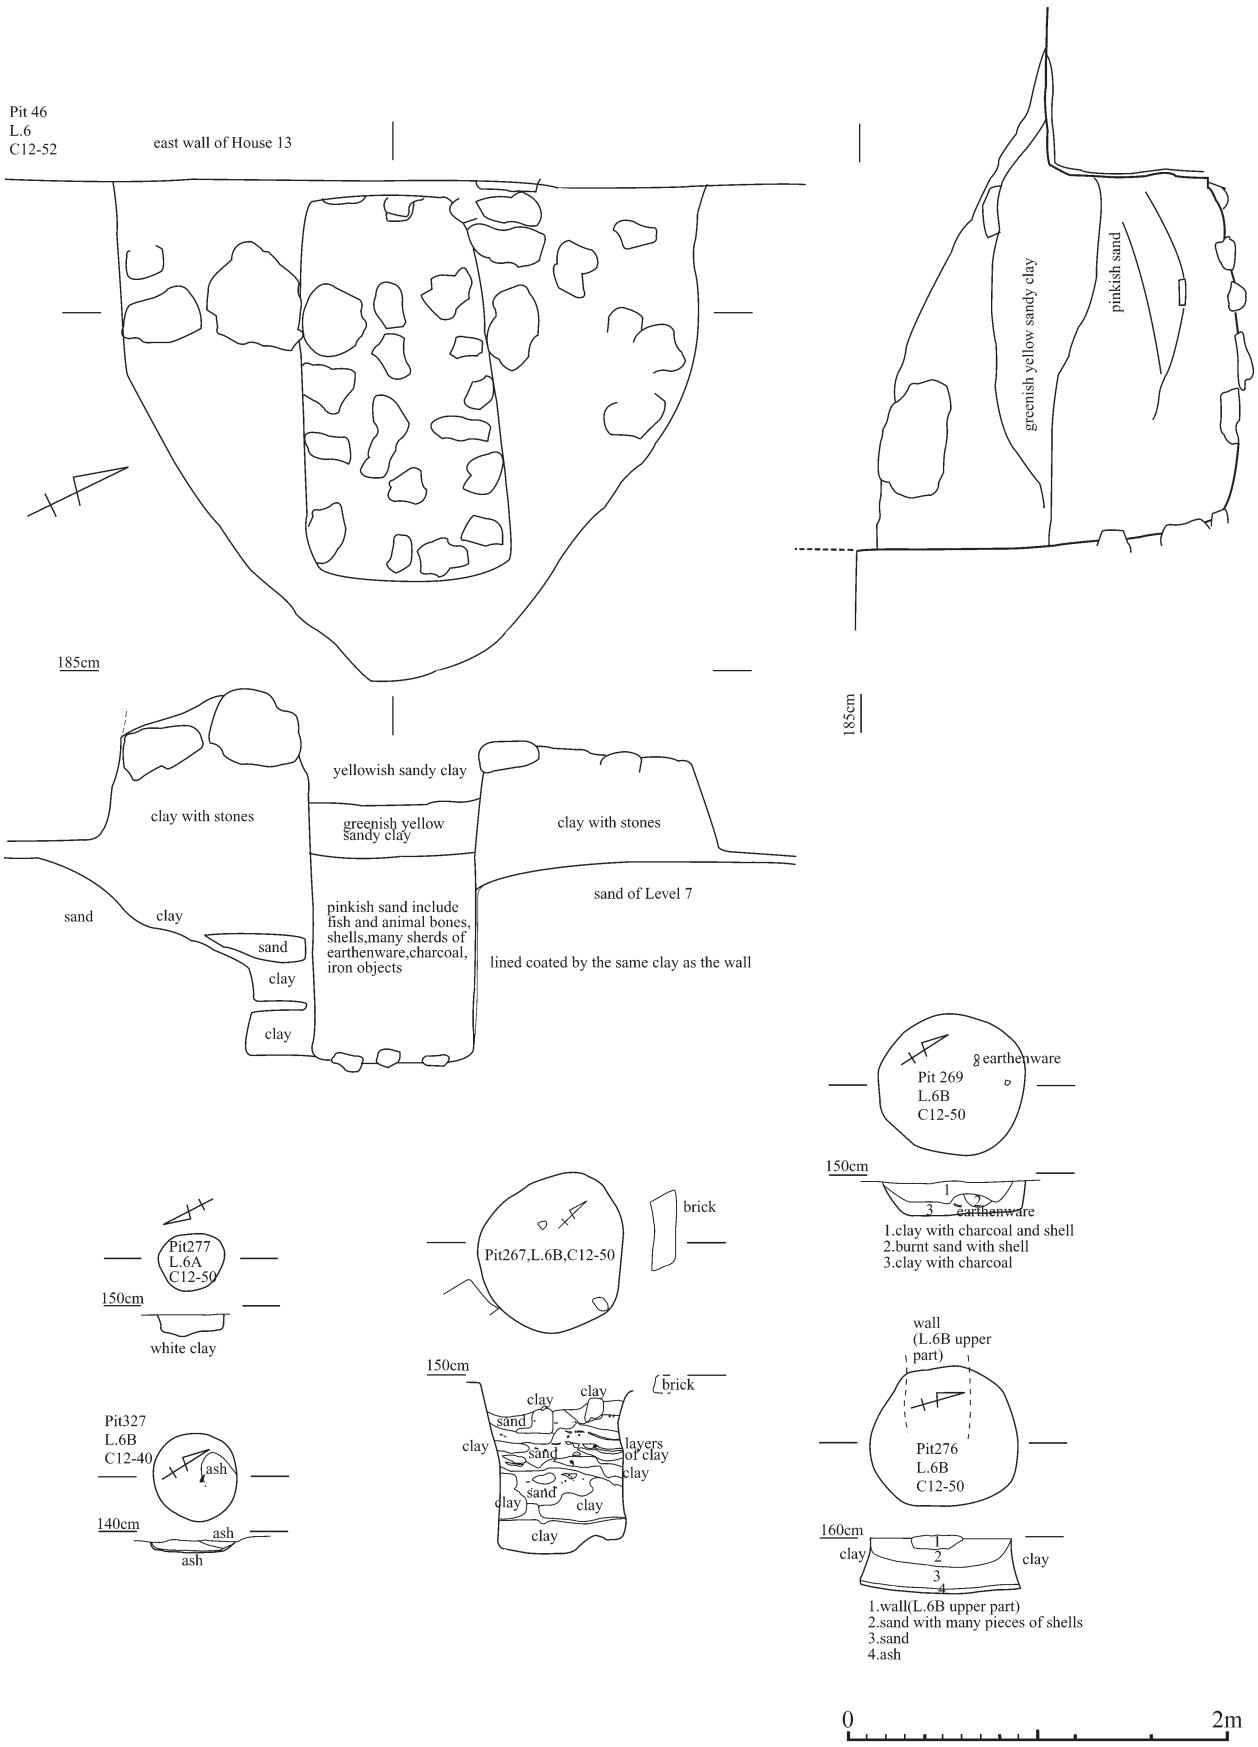 Pit 46
L.6
C12-52
east wall of House 13
greenish yellow sandy clay
pinkish sand
185cm
185cm
yellowish sandy clay
clay with stones
greenish yellow
sandy clay
clay with stones
pinkish sand include
fish and animal bones,
shells,many sherds of
earthenware,charcoal,
iron objects
sand of Level 7
sand
clay
sand
lined coated by the same clay as the wall
clay
clay
earthenware
Pit 269
L.6B
C12-50
150cm
1
2
3
earthenware
1.clay with charcoal and shell
2.burnt sand with shell
3.clay with charcoal
Pit277
L.6A
C12-50
150cm
white clay
brick
Pit267,L.6B,C12-50
150cm
brick
clay
clay
sand
clay
sand
layers
of clay
clay
sand
clay
clay
clay
Pit327
L.6B
C12-40
ash
140cm
ash
ash
wall
(L.6B upper
part)
Pit276
L.6B
C12-50
160cm
clay
1
2
3
4
clay
1.wall(L.6B upper part)
2.sand with many pieces of shells
3.sand
4.ash
0
2m